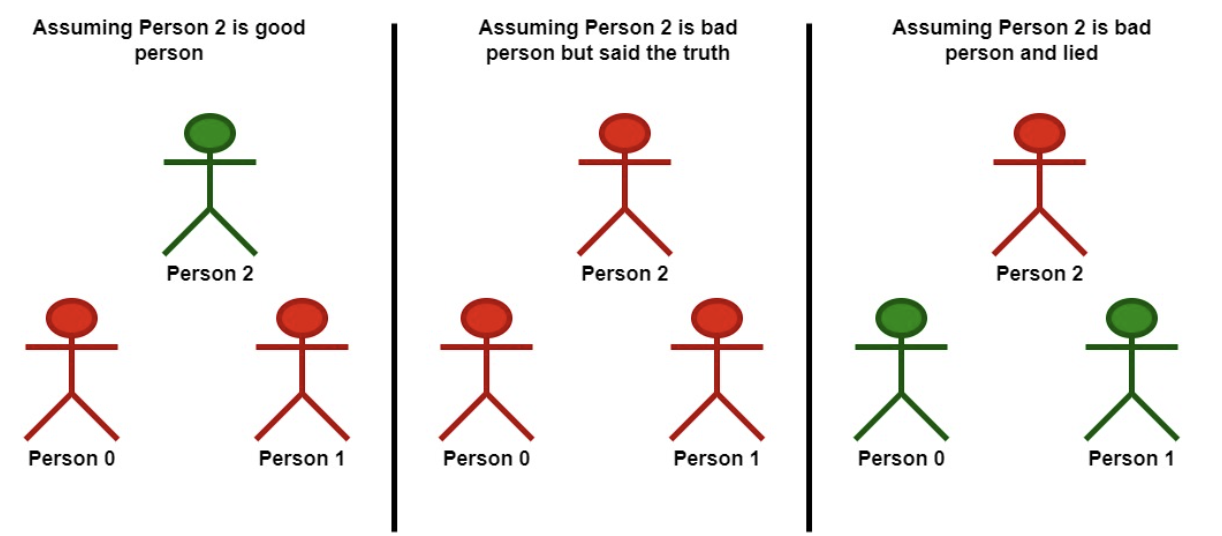 Assuming Person 2 is good
person
Person 2
Person 0
Person 1
Assuming Person 2 is bad
person but said the truth
Person 2
Person 0
Person 1
Assuming Person 2 is bad
person and lied
Person 2
Person 0
Person 1